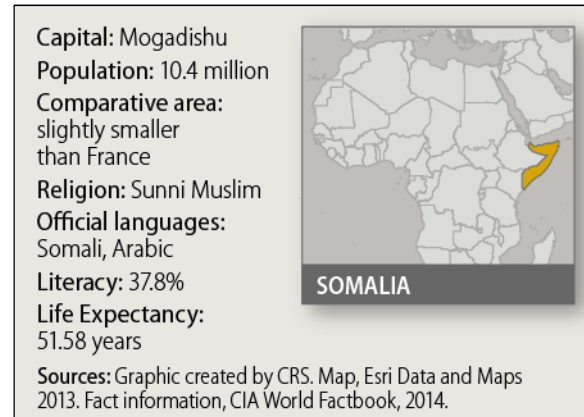 Capital: Mogadishu
Population: 10.4 million
Comparative area:
slightly smaller
than France
Religion: Sunni Muslim
Official languages:
Somali, Arabic
Literacy: 37.8%
Life Expectancy:
51.58 years
SOMALIA
Sources: Graphic created by CRS. Map, Esri Data and Maps
2013. Fact information, CIA World Factbook, 2014.